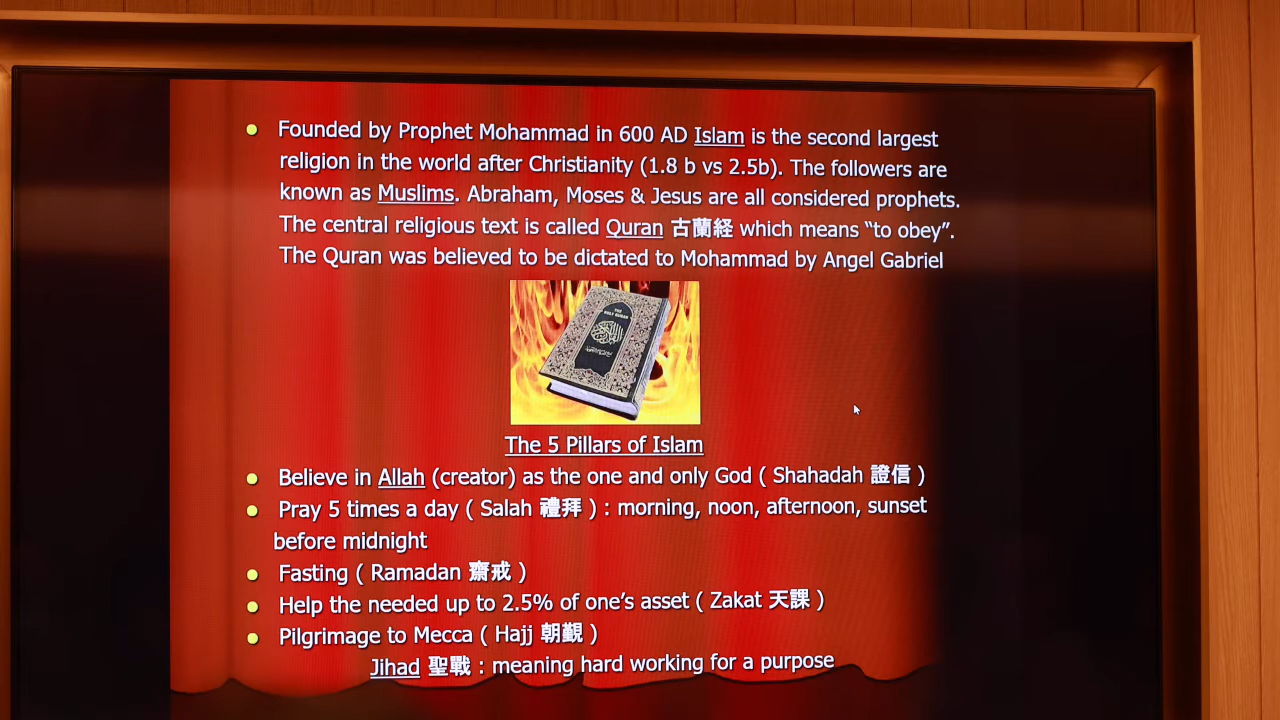 Founded by Prophet Mohammad in 600 AD Islam is the second largest
religion in the world after Christianity (1.8 b vs 2.5b). The followers are
known as Muslims. Abraham, Moses & Jesus are all considered prophets.
The central religious text is called Quran 古蘭経 which means “to obey”.
The Quran was believed to be dictated to Mohammad by Angel Gabriel
THE
HOLY QURAN
The 5 Pillars of Islam
Believe in Allah (creator) as the one and only God ( Shahadah 證信 )
Pray 5 times a day ( Salah 禮拜 ) : morning, noon, afternoon, sunset
before midnight
Fasting ( Ramadan 齋戒 )
Help the needed up to 2.5% of one’s asset ( Zakat 天課 )
Pilgrimage to Mecca ( Hajj 朝觐 )
Jihad 聖戰 : meaning hard working for a purpose